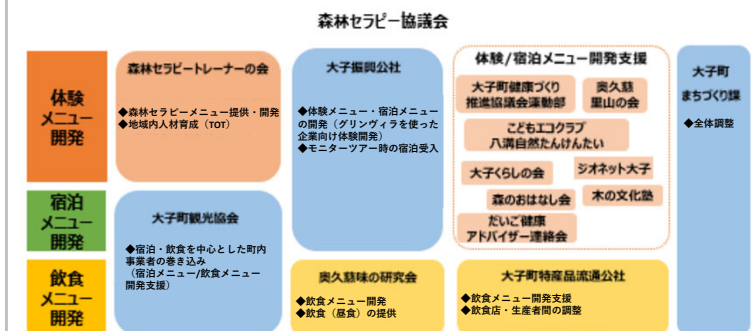 森林セラピー協議会
体験
メニュー
開発
森林セラピートレーナーの会
◆森林セラピーメニュー提供・開発
◆地域内人材育成（TOT）
大子振興公社
◆体験メニュー・宿泊メニュー
の開発（グリンヴィラを使った
企業向け体験開発）
◆モニターツアー時の宿泊受入
体験/宿泊メニュー開発支援
大子町健康づくり
推進協議会運動部
奥久慈
里山の会
こどもエコクラブ
八溝自然たんけんたい
大子くらしの会
ジオネット大子
森のおはなし会
木の文化塾
だいご健康
アドバイザー連絡会
大子町
まちづくり課
◆全体調整
宿泊
メニュー
開発
大子町観光協会
◆宿泊・飲食を中心とした町内
事業者の巻き込み
（宿泊メニュー/飲食メニュー
開発支援）
飲食
メニュー
開発
奥久慈味の研究会
◆飲食メニュー開発
◆飲食（昼食）の提供
大子町特産品流通公社
◆飲食メニュー開発支援
◆飲食店・生産者間の調整